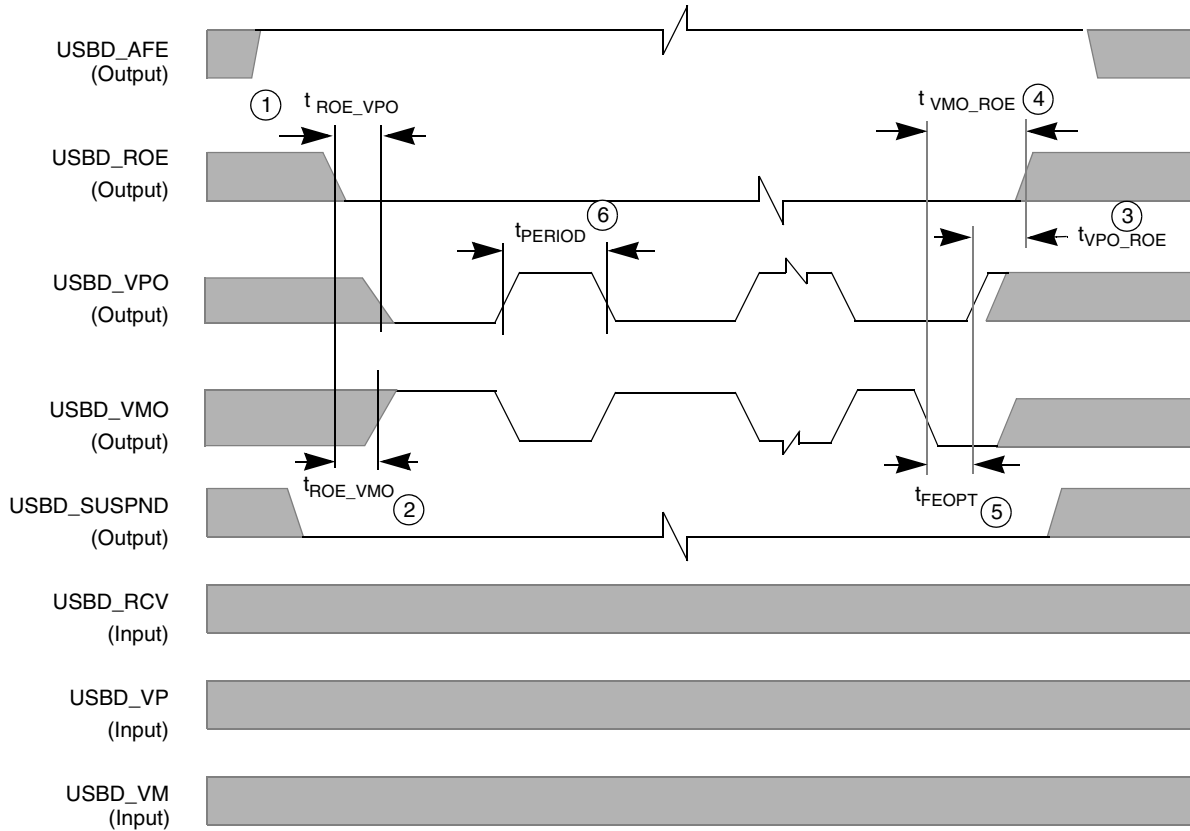 USBD_AFE
(Output)
1
t ROE_VPO
t VMO_ROE
4
USBD_ROE
(Output)
tPERIOD
6
3
tVPO_ROE
USBD_VPO
(Output)
USBD_VMO
(Output)
tROE_VMO
2
tFEOPT
5
USBD_SUSPND
(Output)
USBD_RCV
(Input)
USBD_VP
(Input)
USBD_VM
(Input)